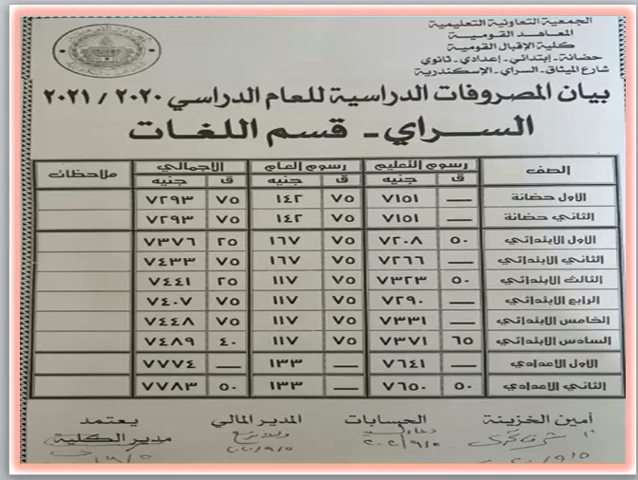 الجمعية التعاونية التعليمية
المعاهد القومية
كلية الإقبال القومية
حضانة - إبتدائي - إعدادي - ثانوي
شارع الميثاق - السراي - الإسكندرية
بيان المصروفات الدراسية للعام الدراسي ٢٠٢٠ / ٢٠٢١
الســـراي - قسم اللغات
الصف رسوم التعليم رسوم العام الاجمالي ملاحظات
ق جنيه ق جنيه ق جنيه
الاول حضانة — ٧١٥١ ٧٥ ١٤٢ ٧٥ ٧٢٩٣
الثاني حضانة — ٧١٥١ ٧٥ ١٤٢ ٧٥ ٧٢٩٣
الاول الابتدائي ٥٠ ٧٢٠٨ ٧٥ ١٦٧ ٢٥ ٧٣٧٦
الثاني الابتدائي — ٧٢٦٦ ٧٥ ١٦٧ ٧٥ ٧٤٣٣
الثالث الابتدائي ٥٠ ٧٣٢٣ ٧٥ ١١٧ ٢٥ ٧٤٤١
الرابع الابتدائي — ٧٢٩٠ ٧٥ ١١٧ ٧٥ ٧٤٠٧
الخامس الابتدائي — ٧٣٣١ ٧٥ ١١٧ ٧٥ ٧٤٤٨
السادس الابتدائي ٦٥ ٧٣٧١ ٧٥ ١١٧ ٤٠ ٧٤٨٩
الاول الاعدادي — ٧٦٤١ — ١٣٣ — ٧٧٧٤
الثاني الاعدادي ٥٠ ٧٦٥٠ — ١٣٣ ٥٠ ٧٧٨٣
أمين الخزينة الحسابات المدير المالي يعتمد
مدير الكلية